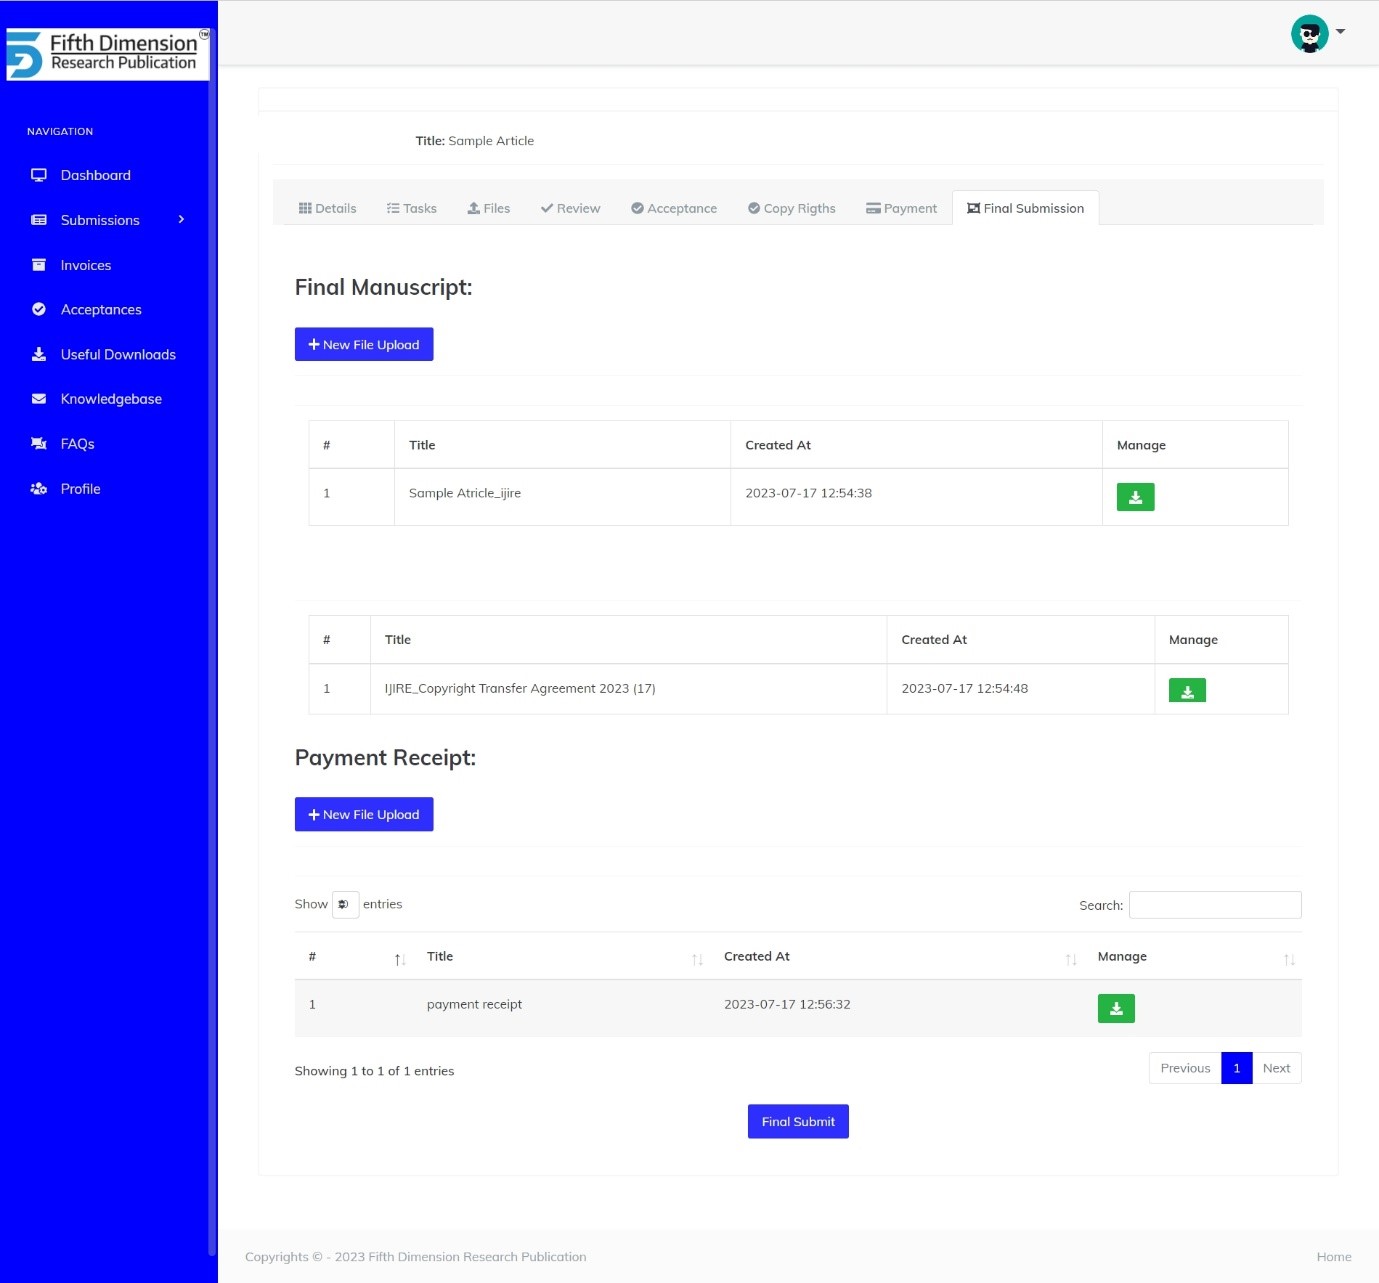 Fifth Dimension TM
Research Publication
NAVIGATION
Dashboard
Submissions
Invoices
Acceptances
Useful Downloads
Knowledgebase
FAQs
Profile
Title: Sample Article
Details Tasks Files Review Acceptance Copy Rigths Payment Final Submission
Final Manuscript:
New File Upload
# Title Created At Manage
1 Sample Atricle_ijire 2023-07-17 12:54:38
# Title Created At Manage
1 IJIRE_Copyright Transfer Agreement 2023 (17) 2023-07-17 12:54:48
Payment Receipt:
New File Upload
Show entries Search:
# Title Created At Manage
1 payment receipt 2023-07-17 12:56:32
Showing 1 to 1 of 1 entries Previous 1 Next
Final Submit
Copyrights © - 2023 Fifth Dimension Research Publication Home